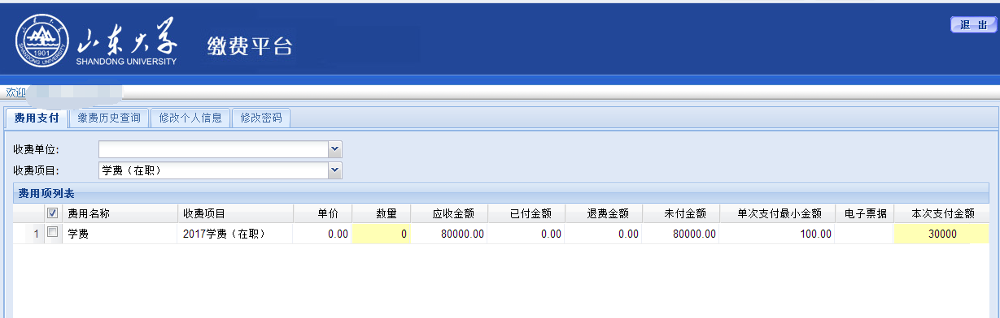 山东大学
SHANDONG UNIVERSITY
1901
SHANDONG UNIVERSITY
缴费平台
退 出
欢迎
费用支付 缴费历史查询 修改个人信息 修改密码
收费单位:
收费项目: 学费（在职）
费用项列表
费用名称 收费项目 单价 数量 应收金额 已付金额 退费金额 未付金额 单次支付最小金额 电子票据 本次支付金额
1 学费 2017学费（在职） 0.00 0 80000.00 0.00 0.00 80000.00 100.00 30000